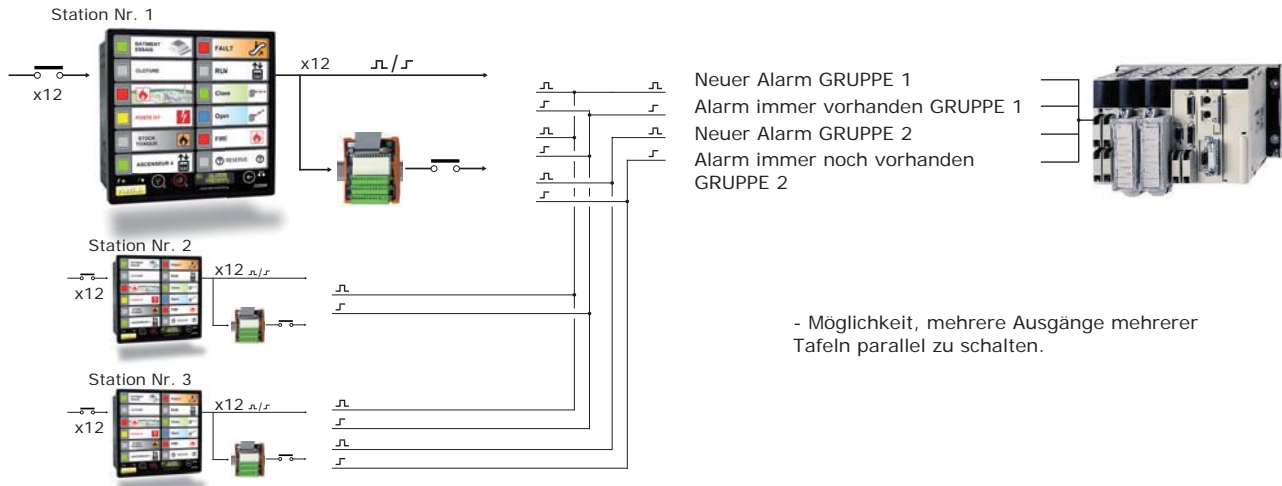 Station Nr. 1
BATIMENT ESSAIS
FAULT
CLOTURE
RUN
Close
POSTE HT
Open
STOCK TOXIQUE
FIRE
ASCENSEUR 4
RESERVE
x12
x12
Neuer Alarm GRUPPE 1
Alarm immer vorhanden GRUPPE 1
Neuer Alarm GRUPPE 2
Alarm immer noch vorhanden
GRUPPE 2
Station Nr. 2
x12
x12
- Möglichkeit, mehrere Ausgänge mehrerer
Tafeln parallel zu schalten.
Station Nr. 3
x12
x12